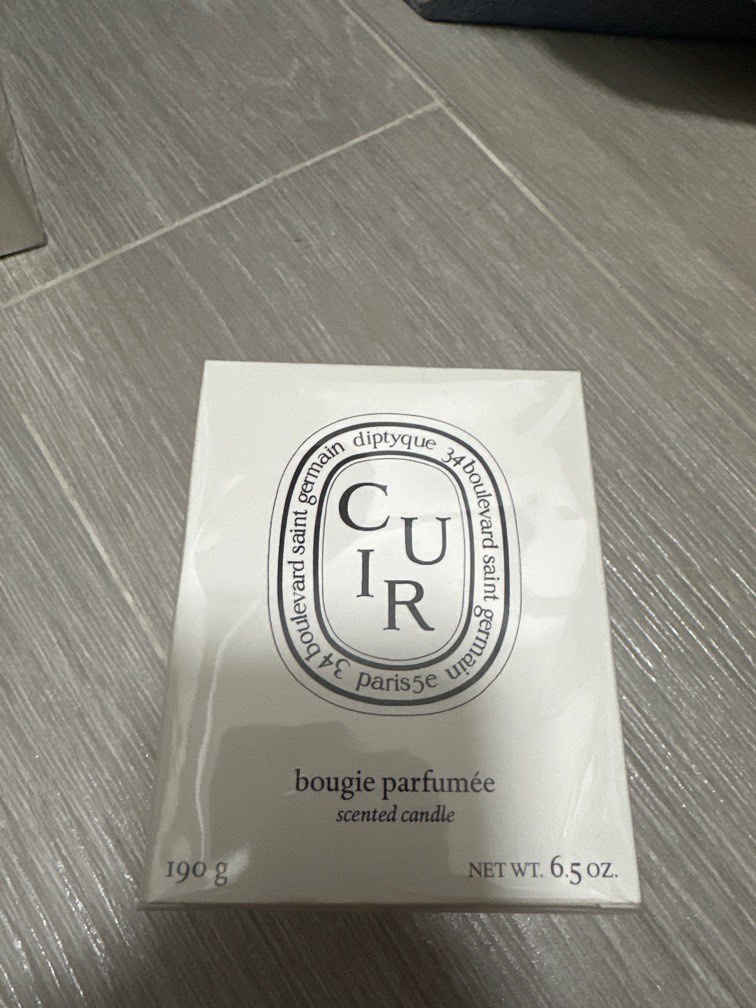 diptyque 34 boulevard saint germain paris 5e 34 boulevard saint germain
CUIR
bougie parfumée
scented candle
190 g
NET WT. 6.5 OZ.